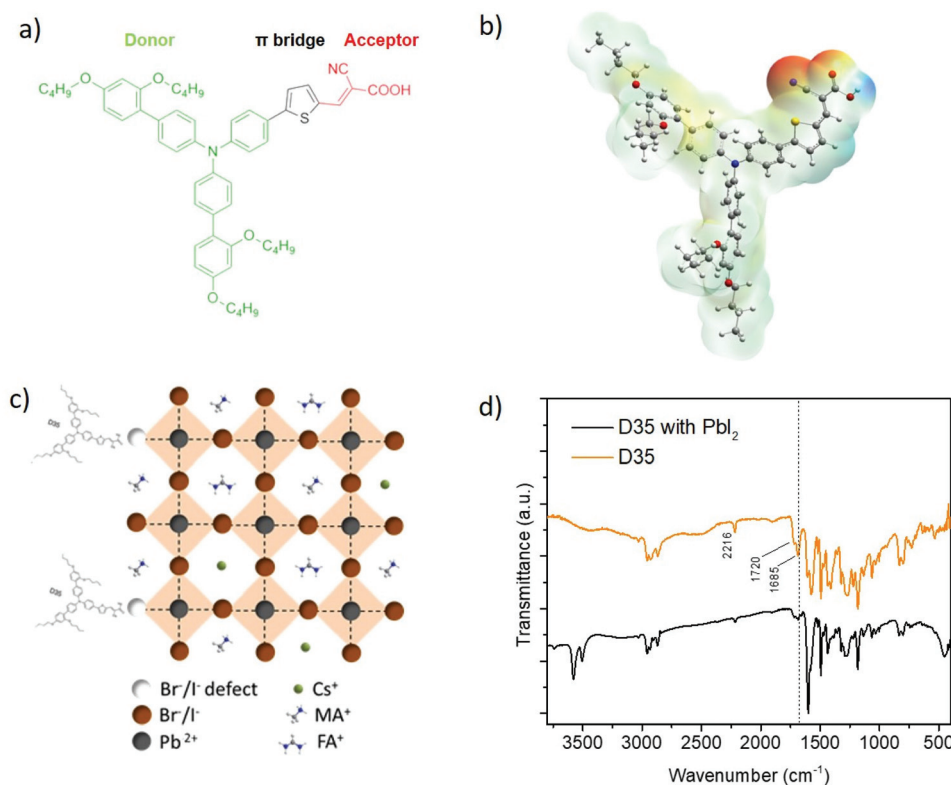 a)
Donor
π bridge
Acceptor
C₄H₉
O
O
C₄H₉
NC
COOH
S
N
O
C₄H₉
O
C₄H₉
b)
c)
D35
D35
Br⁻/I⁻ defect
Cs⁺
Br⁻/I⁻
MA⁺
Pb²⁺
FA⁺
d)
D35 with PbI₂
D35
2216
1720
1685
Transmittance (a.u.)
3500 3000 2500 2000 1500 1000 500
Wavenumber (cm⁻¹)